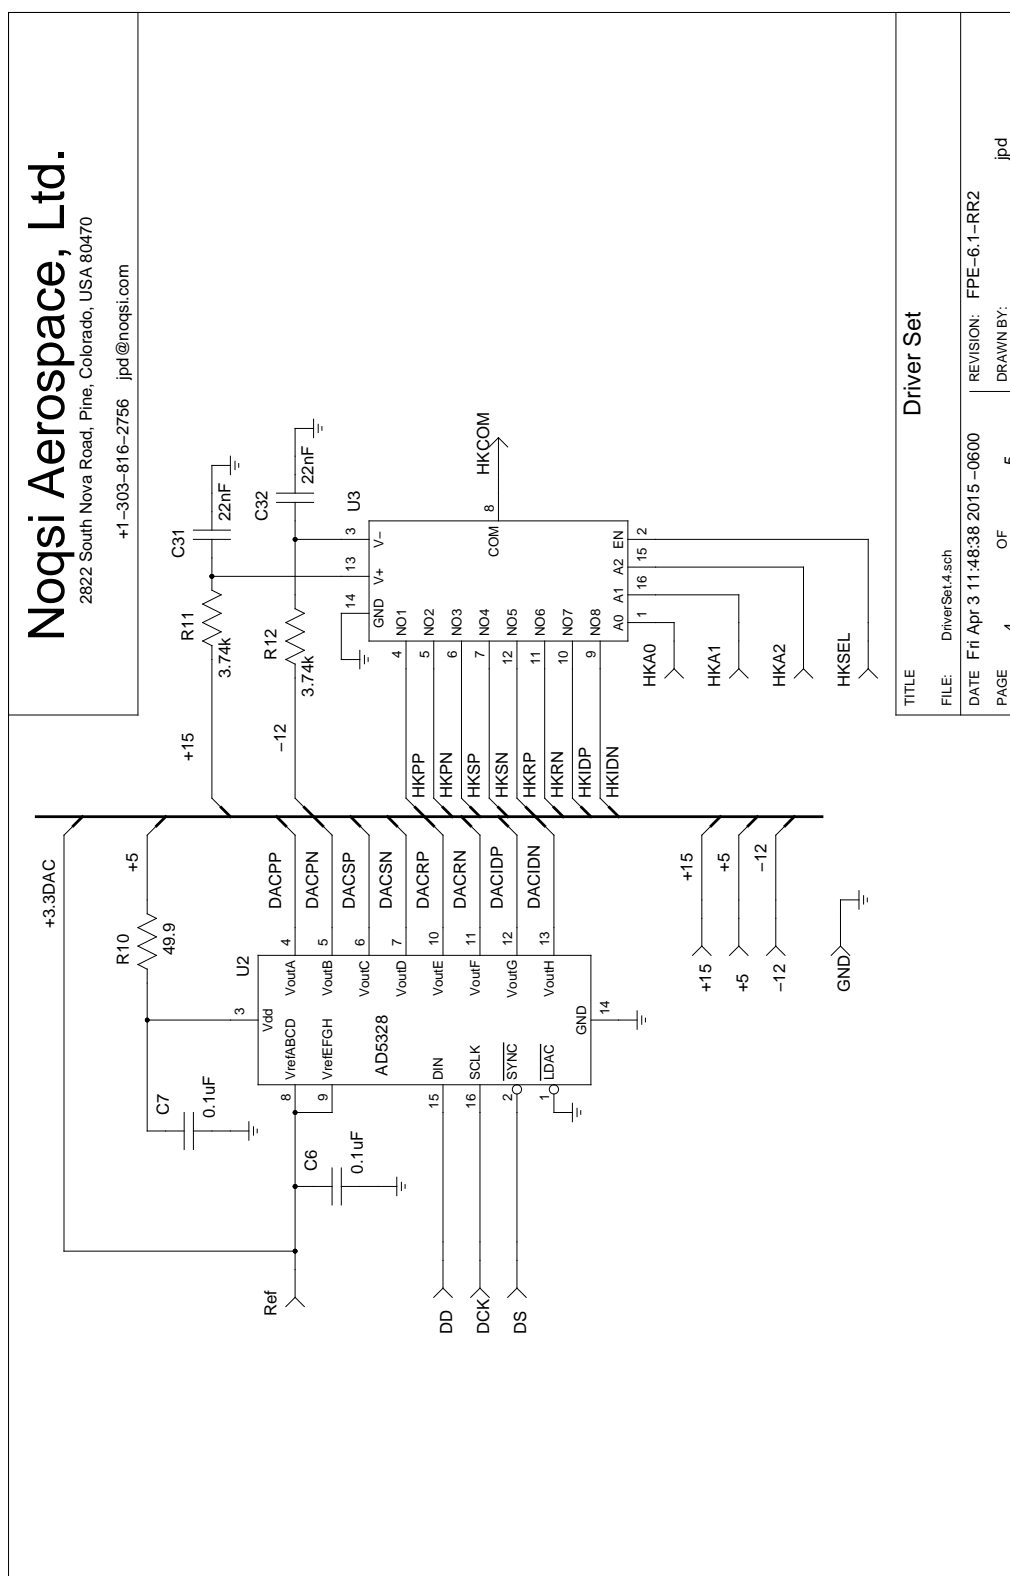 Noqsi Aerospace, Ltd.
2822 South Nova Road, Pine, Colorado, USA 80470
+1−303−816−2756 jpd@noqsi.com
+3.3DAC
+5
R10
49.9
C7
0.1uF
C6
0.1uF
Ref
DD
DCK
DS
U2
AD5328
3
Vdd
8
VrefABCD
9
VrefEFGH
15
DIN
16
SCLK
2
SYNC
1
LDAC
GND
14
VoutA
4
DACPP
VoutB
5
DACPN
VoutC
6
DACSP
VoutD
7
DACSN
VoutE
10
DACRP
VoutF
11
DACRN
VoutG
12
DACIDP
VoutH
13
DACIDN
+15
R11
3.74k
C31
22nF
−12
R12
3.74k
C32
22nF
U3
14
GND
13
V+
3
V−
HKPP
4
NO1
HKPN
5
NO2
HKSP
6
NO3
HKSN
7
NO4
HKRP
12
NO5
HKRN
11
NO6
HKIDP
10
NO7
HKIDN
9
NO8
COM
8
HKCOM
A0
1
HKA0
A1
16
HKA1
A2
15
HKA2
EN
2
HKSEL
+15
+15
+5
+5
−12
−12
GND
TITLE
Driver Set
FILE: DriverSet.4.sch
REVISION: FPE−6.1−RR2
DATE Fri Apr 3 11:48:38 2015 −0600
PAGE 4 OF 5
DRAWN BY: jpd